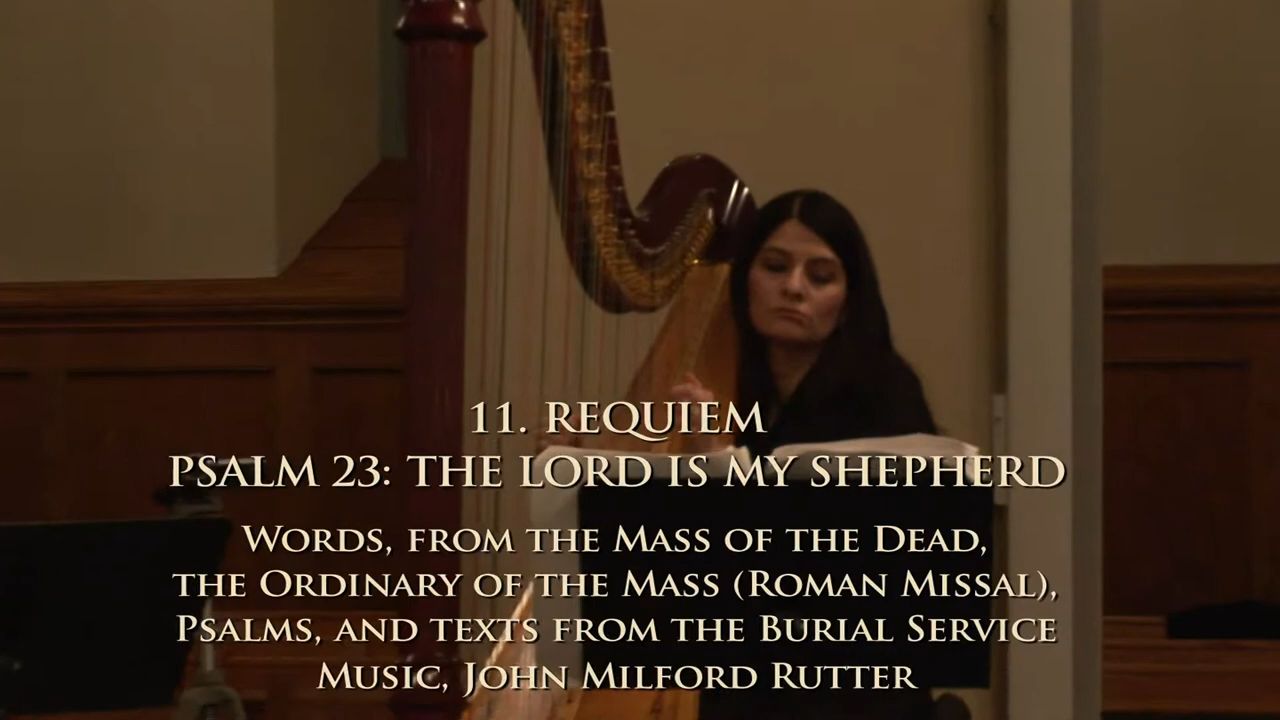 11. REQUIEM
PSALM 23: THE LORD IS MY SHEPHERD
WORDS, FROM THE MASS OF THE DEAD,
THE ORDINARY OF THE MASS (ROMAN MISSAL),
PSALMS, AND TEXTS FROM THE BURIAL SERVICE
MUSIC, JOHN MILFORD RUTTER